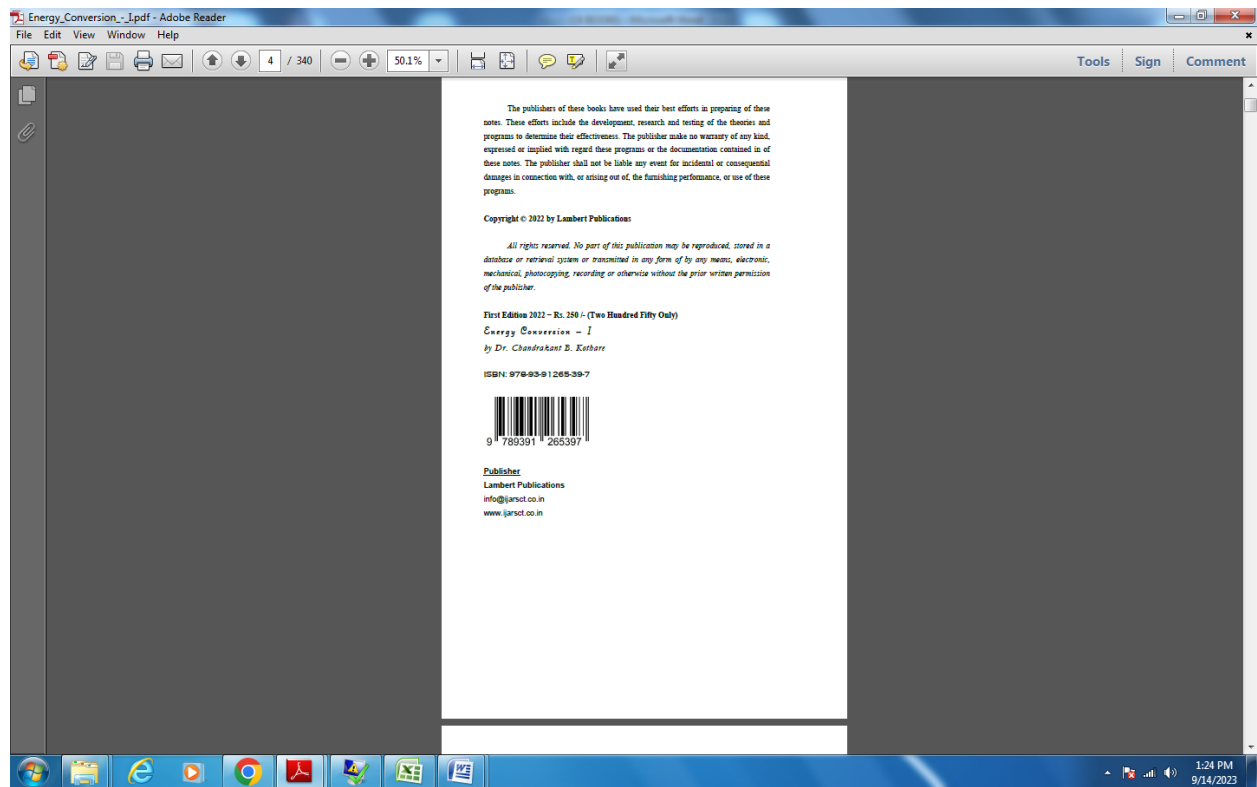 Energy_Conversion_-_I.pdf - Adobe Reader
File Edit View Window Help
4 / 340 50.1% Tools Sign Comment
The publishers of these books have used their best efforts in preparing of these
notes. These efforts include the development, research and testing of the theories and
programs to determine their effectiveness. The publisher make no warranty of any kind,
expressed or implied with regard these programs or the documentation contained in of
these notes. The publisher shall not be liable any event for incidental or consequential
damages in connection with, or arising out of, the furnishing performance, or use of these
programs.
Copyright © 2022 by Lambert Publications
All rights reserved. No part of this publication may be reproduced, stored in a
database or retrieval system or transmitted in any form of by any means, electronic,
mechanical, photocopying, recording or otherwise without the prior written permission
of the publisher.
First Edition 2022 – Rs. 250 /- (Two Hundred Fifty Only)
Energy Conversion – I
by Dr. Chandrakant B. Kothare
ISBN: 978-93-91265-39-7
9 789391 265397
Publisher
Lambert Publications
info@ijarsct.co.in
www.ijarsct.co.in
1:24 PM
9/14/2023